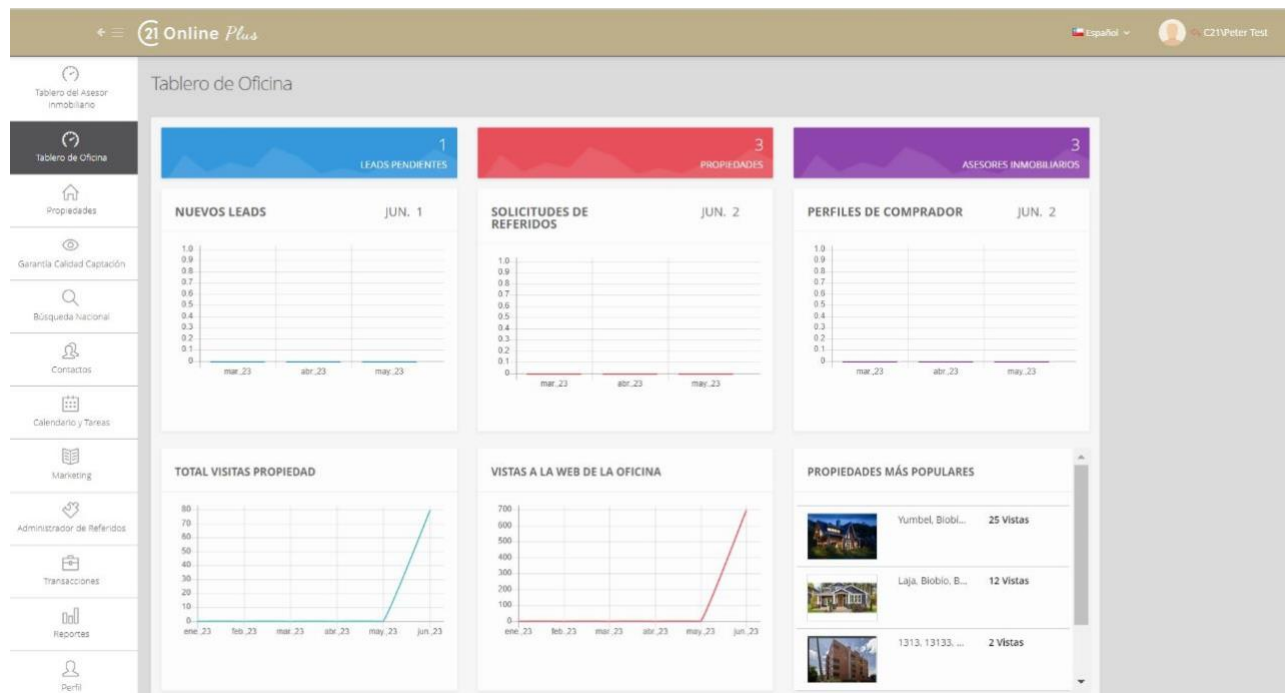 21 Online Plus
Español
C21\Peter Test
Tablero del Asesor
Inmobiliario
Tablero de Oficina
Propiedades
Garantía Calidad Captación
Búsqueda Nacional
Contactos
Calendario y Tareas
Marketing
Administrador de Referidos
Transacciones
Reportes
Perfil
Tablero de Oficina
1
LEADS PENDIENTES
3
PROPIEDADES
3
ASESORES INMOBILIARIOS
NUEVOS LEADS JUN. 1
1.0
0.9
0.8
0.7
0.6
0.5
0.4
0.3
0.2
0.1
0
mar.,23 abr.,23 may.,23
SOLICITUDES DE
REFERIDOS
JUN. 2
1.0
0.9
0.8
0.7
0.6
0.5
0.4
0.3
0.2
0.1
0
mar.,23 abr.,23 may.,23
PERFILES DE COMPRADOR JUN. 2
1.0
0.9
0.8
0.7
0.6
0.5
0.4
0.3
0.2
0.1
0
mar.,23 abr.,23 may.,23
TOTAL VISITAS PROPIEDAD
80
70
60
50
40
30
20
10
0
ene.,23 feb.,23 mar.,23 abr.,23 may.,23 jun.,23
VISTAS A LA WEB DE LA OFICINA
700
600
500
400
300
200
100
0
ene.,23 feb.,23 mar.,23 abr.,23 may.,23 jun.,23
PROPIEDADES MÁS POPULARES
Yumbel, Biobi... 25 Vistas
Laja, Biobío, B... 12 Vistas
1313, 13133, ... 2 Vistas